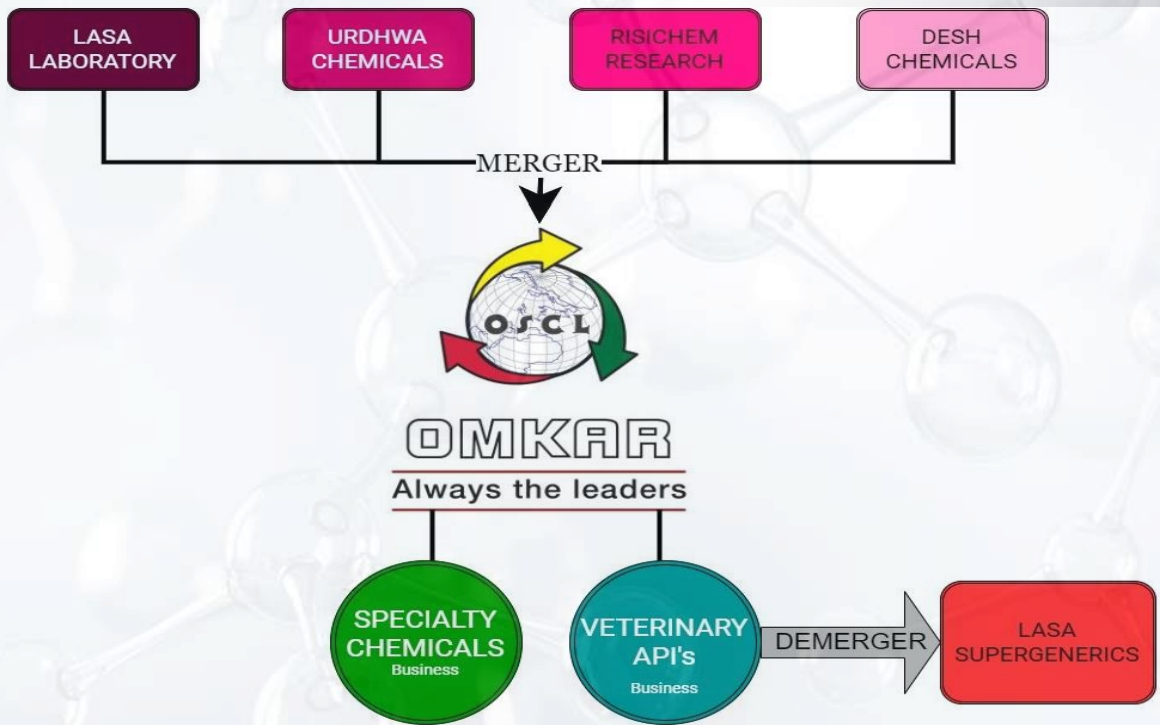 LASA
LABORATORY
URDHWA
CHEMICALS
RISICHEM
RESEARCH
DESH
CHEMICALS
MERGER
OSCL
OMKAR
Always the leaders
SPECIALTY
CHEMICALS
Business
VETERINARY
API's
Business
DEMERGER
LASA
SUPERGENERICS